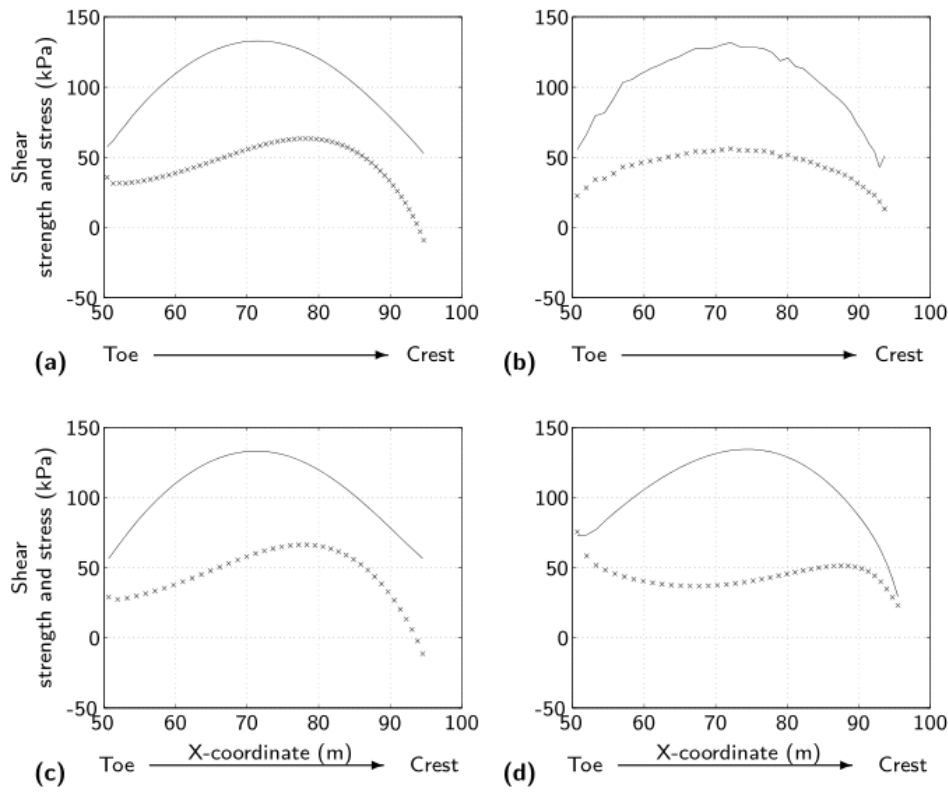 150
100
50
0
-50
50 60 70 80 90 100
Shear
strength and stress (kPa)
(a) Toe Crest
150
100
50
0
-50
50 60 70 80 90 100
(b) Toe Crest
150
100
50
0
-50
50 60 70 80 90 100
Shear
strength and stress (kPa)
X-coordinate (m)
(c) Toe Crest
150
100
50
0
-50
50 60 70 80 90 100
X-coordinate (m)
(d) Toe Crest